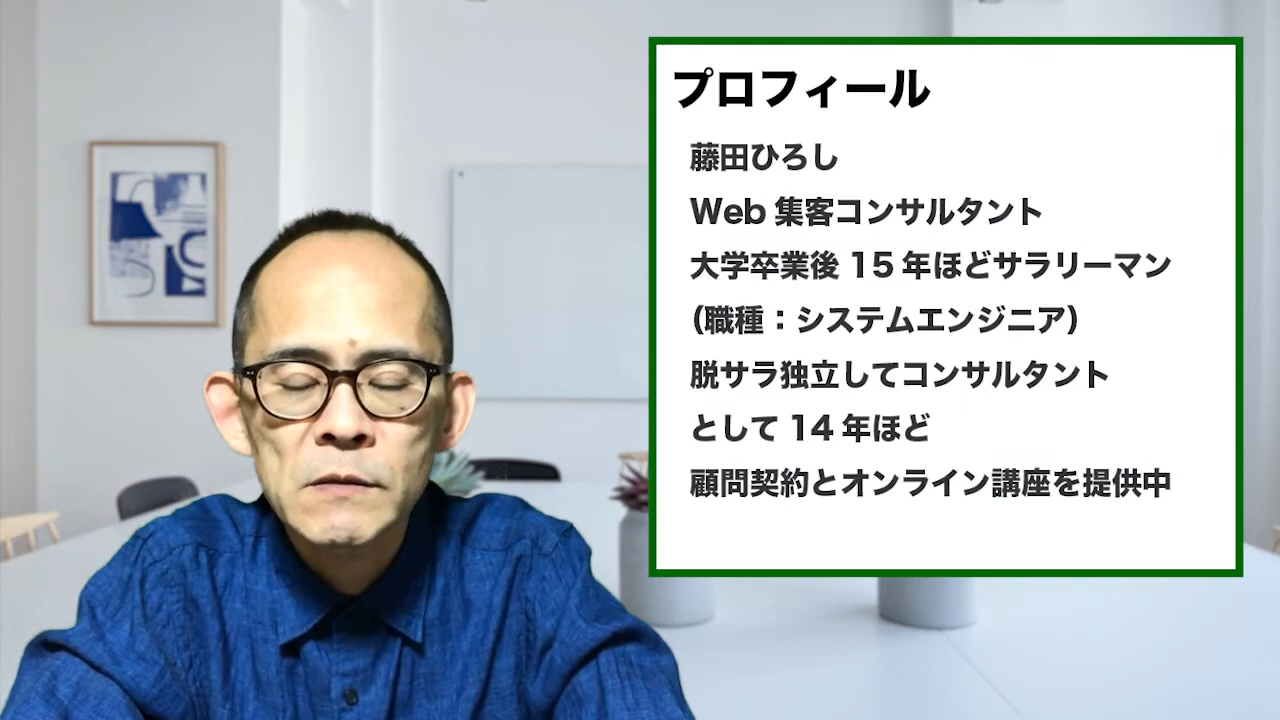 プロフィール
藤田ひろし
Web 集客コンサルタント
大学卒業後 15 年ほどサラリーマン
（職種：システムエンジニア）
脱サラ独立してコンサルタント
として 14 年ほど
顧問契約とオンライン講座を提供中